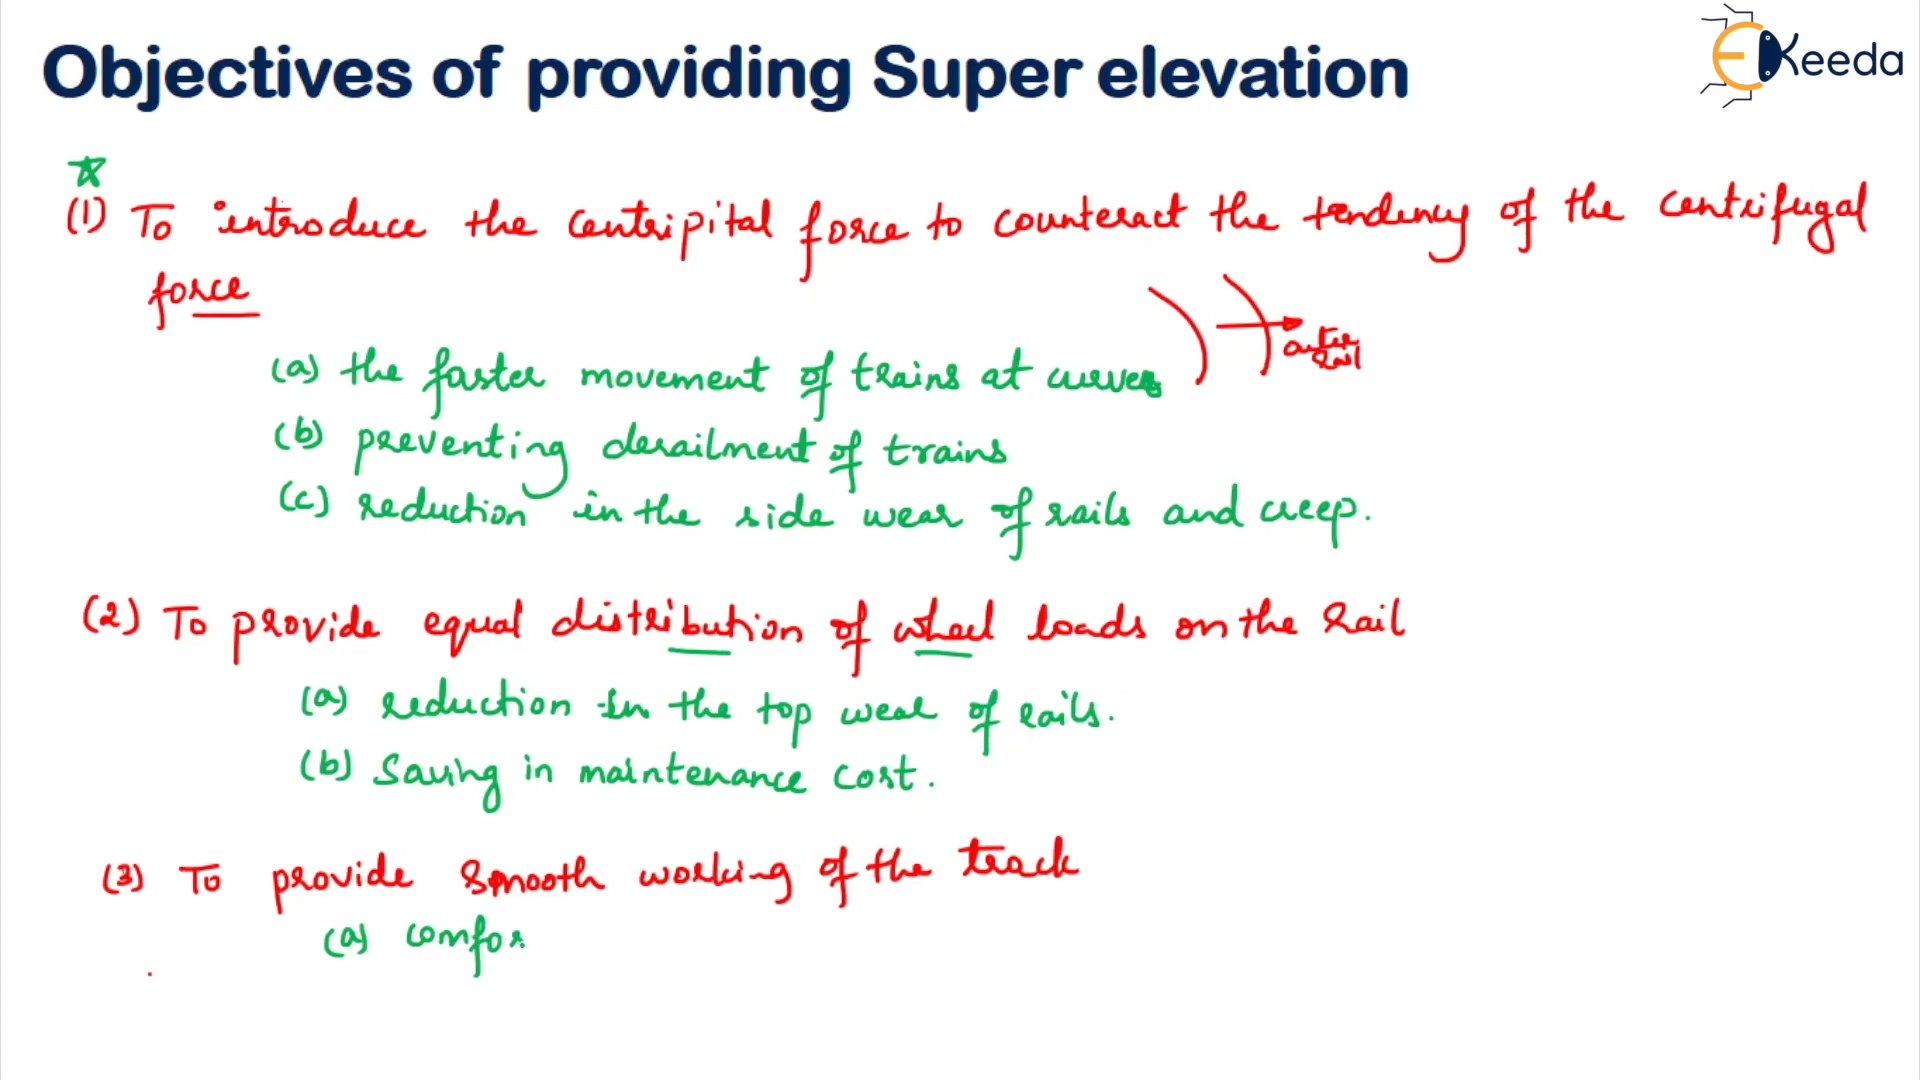 Objectives of providing Super elevation
EKeeda
(1) To introduce the centripital force to counteract the tendency of the centrifugal
force
outer
rail
(a) the faster movement of trains at curves
(b) preventing derailment of trains
(c) reduction in the side wear of rails and creep.
(2) To provide equal distribution of wheel loads on the rail
(a) reduction in the top wear of rails.
(b) Saving in maintenance cost.
(3) To provide smooth working of the track
(a) comfor